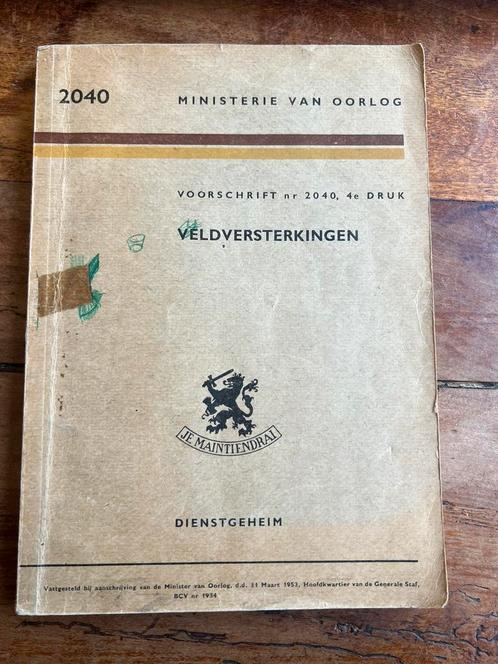 2040
MINISTERIE VAN OORLOG
VOORSCHRIFT nr 2040, 4e DRUK
VELDVERSTERKINGEN
JE MAINTIENDRAI
DIENSTGEHEIM
Vastgesteld bij aanschrijving van de Minister van Oorlog, d.d. 31 Maart 1953, Hoofdkwartier van de Generale Staf,
BCV nr 1934